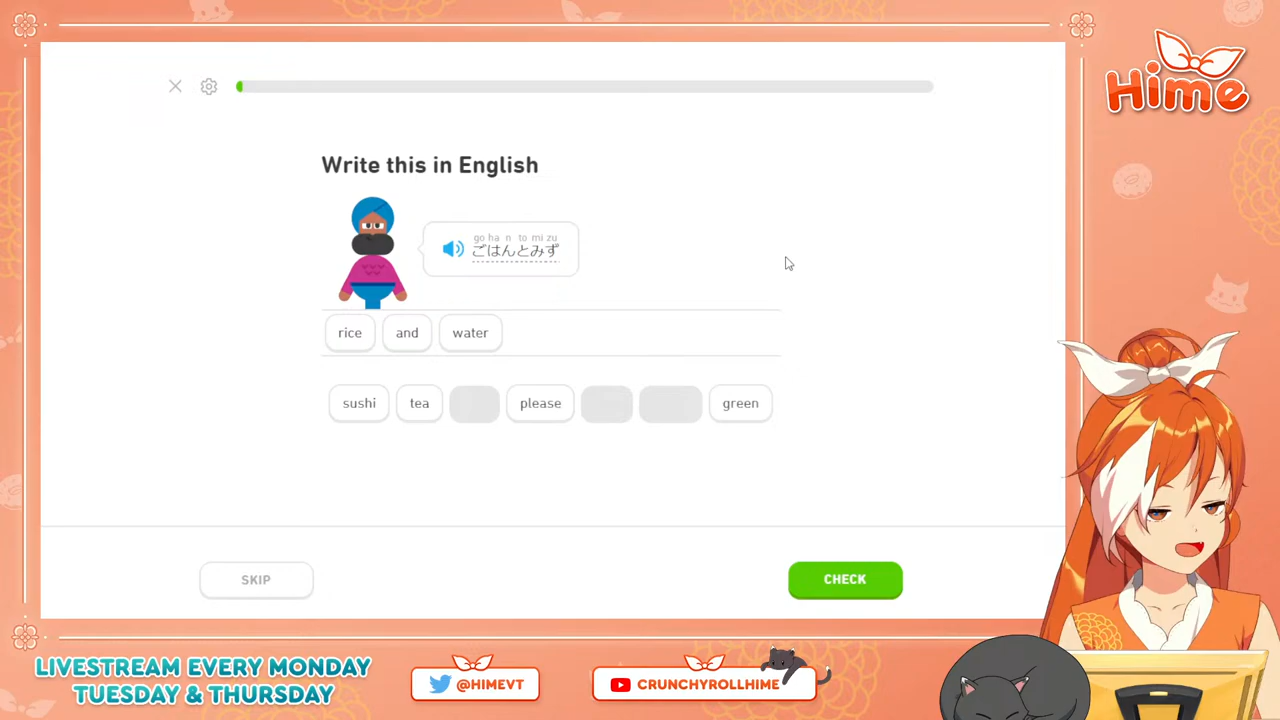 Hime
Write this in English
go ha n to mi zu
ごはんとみず
rice and water
sushi tea please green
SKIP CHECK
LIVESTREAM EVERY MONDAY
TUESDAY & THURSDAY
@HIMEVT
CRUNCHYROLLHIME